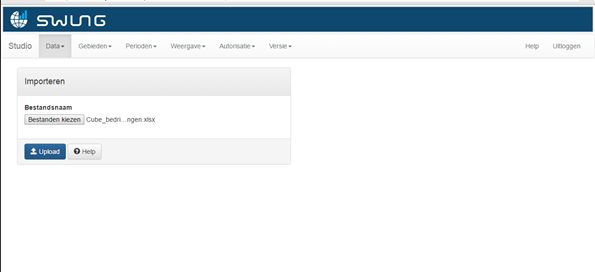 SWING
Studio Data Gebieden Perioden Weergave Autorisatie Versie Help Uitloggen
Importeren
Bestandsnaam
Bestanden kiezen Cube_bedri...ngen xlsx
Upload Help